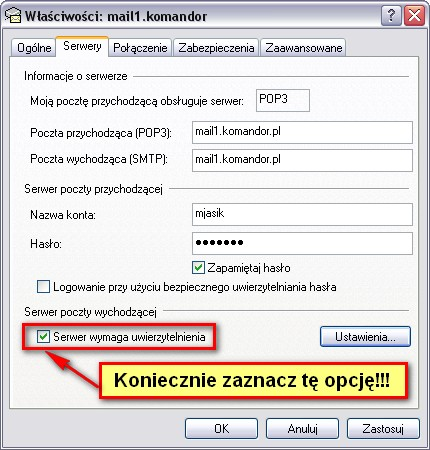 Właściwości: mail1.komandor
Ogólne Serwery Połączenie Zabezpieczenia Zaawansowane
Informacje o serwerze
Moją pocztę przychodzącą obsługuje serwer: POP3
Poczta przychodząca (POP3): mail1.komandor.pl
Poczta wychodząca (SMTP): mail1.komandor.pl
Serwer poczty przychodzącej
Nazwa konta: mjasik
Hasło: ●●●●●●●
Zapamiętaj hasło
Logowanie przy użyciu bezpiecznego uwierzytelniania hasła
Serwer poczty wychodzącej
Serwer wymaga uwierzytelnienia Ustawienia...
Koniecznie zaznacz tę opcję!!!
OK Anuluj Zastosuj